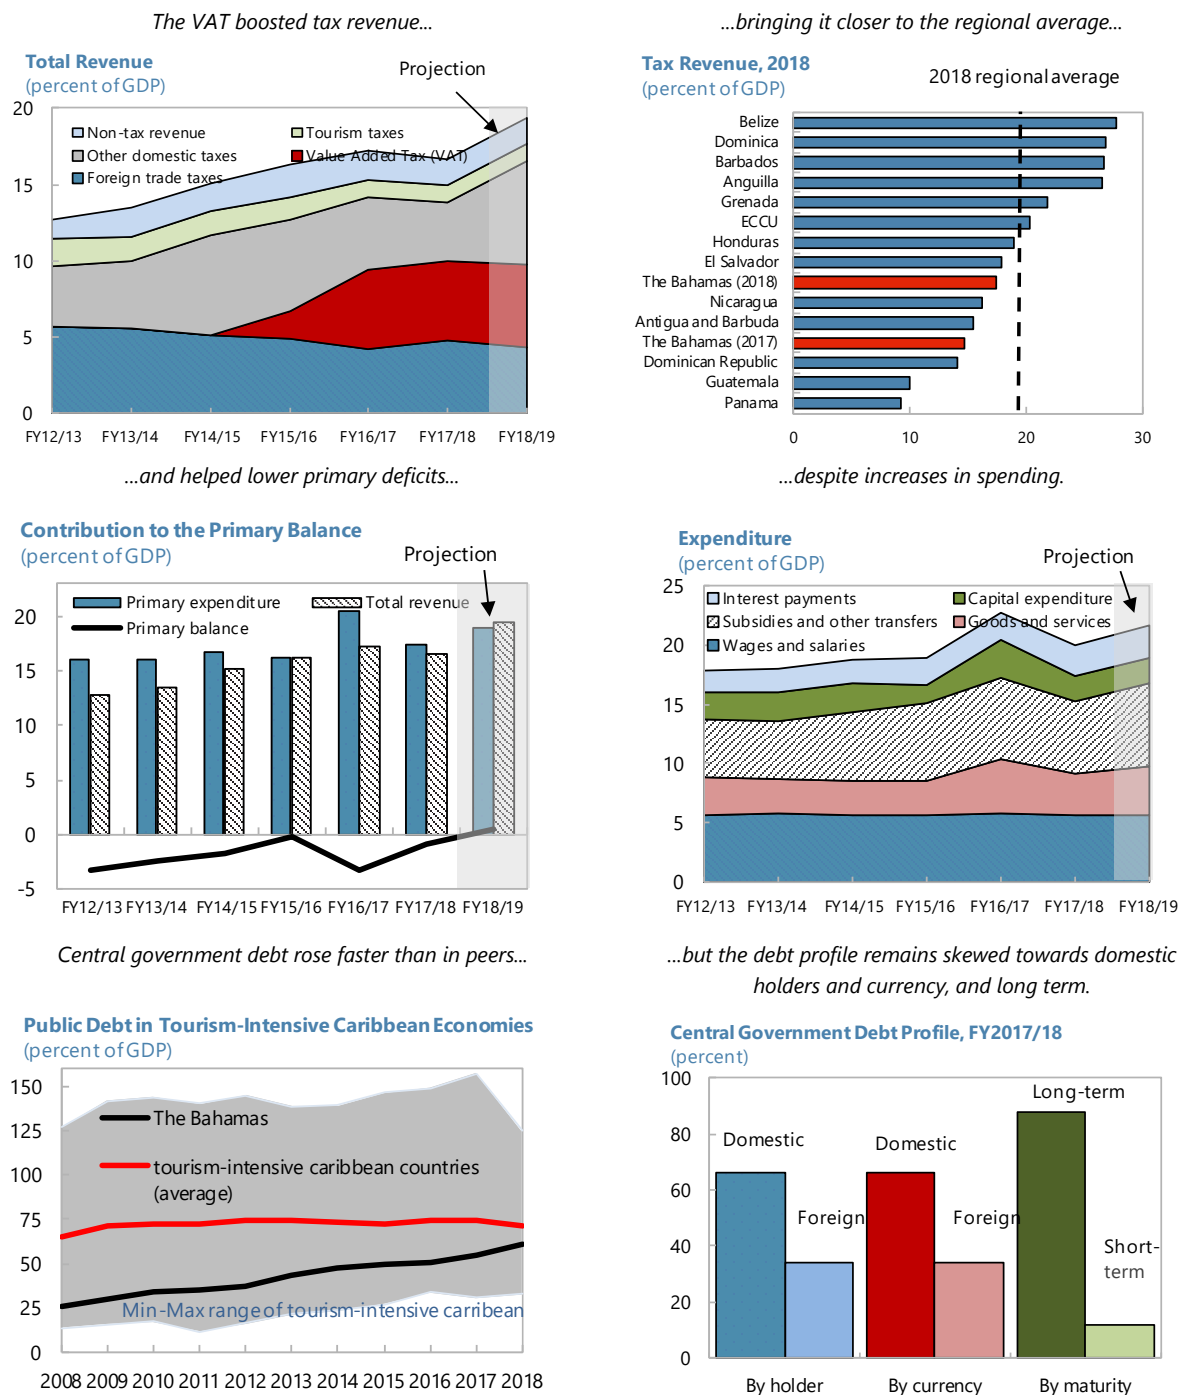 The VAT boosted tax revenue...
Total Revenue
(percent of GDP)
Projection
20
15
10
5
0
Non-tax revenue
Tourism taxes
Other domestic taxes
Value Added Tax (VAT)
Foreign trade taxes
FY12/13 FY13/14 FY14/15 FY15/16 FY16/17 FY17/18 FY18/19
...bringing it closer to the regional average...
Tax Revenue, 2018
(percent of GDP)
2018 regional average
Belize
Dominica
Barbados
Anguilla
Grenada
ECCU
Honduras
El Salvador
The Bahamas (2018)
Nicaragua
Antigua and Barbuda
The Bahamas (2017)
Dominican Republic
Guatemala
Panama
0 10 20 30
...and helped lower primary deficits...
Contribution to the Primary Balance
(percent of GDP)
Projection
20
15
10
5
0
-5
Primary expenditure
Total revenue
Primary balance
FY12/13 FY13/14 FY14/15 FY15/16 FY16/17 FY17/18 FY18/19
...despite increases in spending.
Expenditure
(percent of GDP)
Projection
25
20
15
10
5
0
Interest payments
Capital expenditure
Subsidies and other transfers
Goods and services
Wages and salaries
FY12/13 FY13/14 FY14/15 FY15/16 FY16/17 FY17/18 FY18/19
Central government debt rose faster than in peers...
Public Debt in Tourism-Intensive Caribbean Economies
(percent of GDP)
150
125
100
75
50
25
0
The Bahamas
tourism-intensive caribbean countries
(average)
Min-Max range of tourism-intensive carribean
2008 2009 2010 2011 2012 2013 2014 2015 2016 2017 2018
...but the debt profile remains skewed towards domestic
holders and currency, and long term.
Central Government Debt Profile, FY2017/18
(percent)
100
80
60
40
20
0
Domestic
Foreign
Domestic
Foreign
Long-term
Short-
term
By holder By currency By maturity